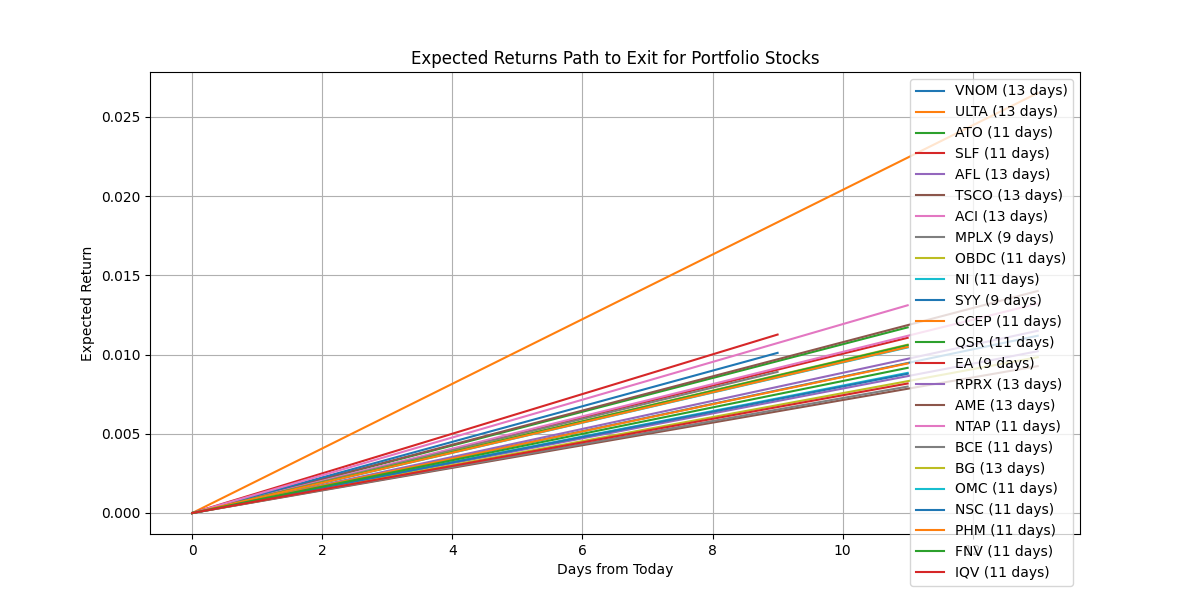 Expected Returns Path to Exit for Portfolio Stocks
Expected Return
0.025
0.020
0.015
0.010
0.005
0.000
0
2
4
6
8
10
Days from Today
VNOM (13 days)
ULTA (13 days)
ATO (11 days)
SLF (11 days)
AFL (13 days)
TSCO (13 days)
ACI (13 days)
MPLX (9 days)
OBDC (11 days)
NI (11 days)
SYY (9 days)
CCEP (11 days)
QSR (11 days)
EA (9 days)
RPRX (13 days)
AME (13 days)
NTAP (11 days)
BCE (11 days)
BG (13 days)
OMC (11 days)
NSC (11 days)
PHM (11 days)
FNV (11 days)
IQV (11 days)